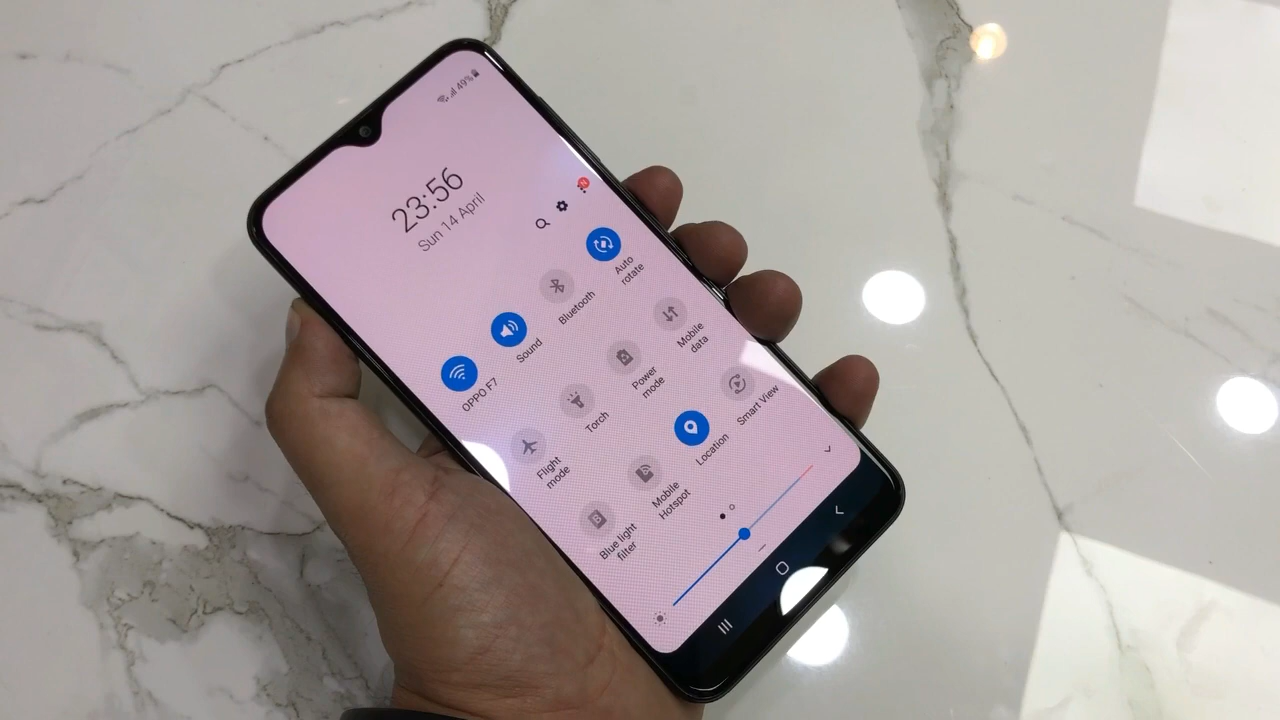 49%
23:56
Sun 14 April
N
OPPO F7
Sound
Bluetooth
Auto
rotate
Flight
mode
Torch
Power
mode
Mobile
data
Blue light
filter
Mobile
Hotspot
Location
Smart View